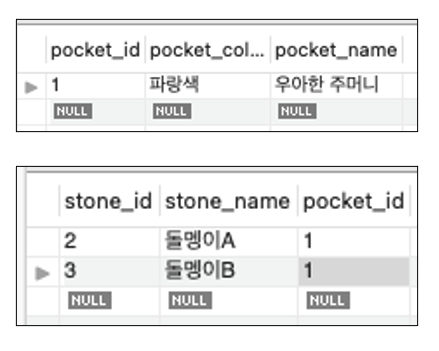 pocket_id pocket_col... pocket_name
1 파랑색 우아한 주머니
NULL NULL NULL
stone_id stone_name pocket_id
2 돌멩이A 1
3 돌멩이B 1
NULL NULL NULL